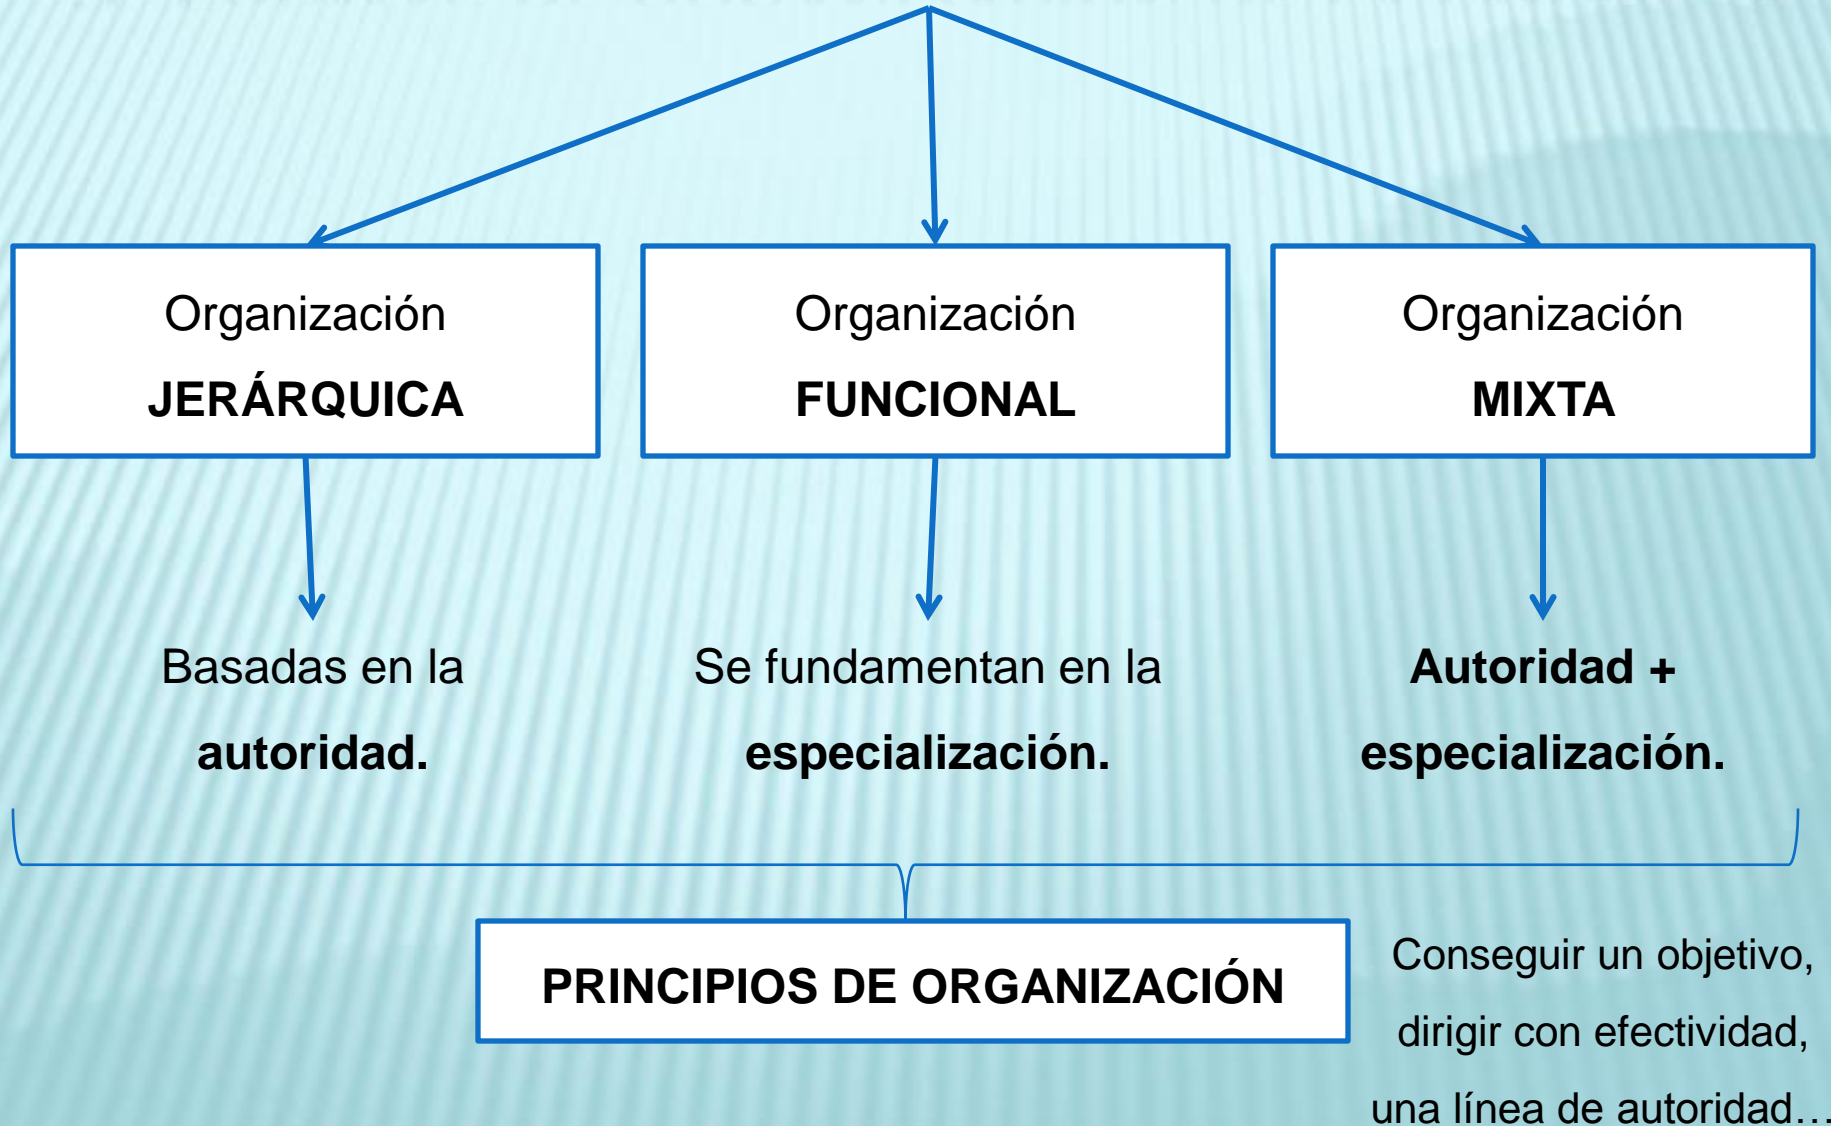 Organización
JERÁRQUICA
Organización
FUNCIONAL
Organización
MIXTA
Basadas en la
autoridad.
Se fundamentan en la
especialización.
Autoridad +
especialización.
PRINCIPIOS DE ORGANIZACIÓN
Conseguir un objetivo,
dirigir con efectividad,
una línea de autoridad…